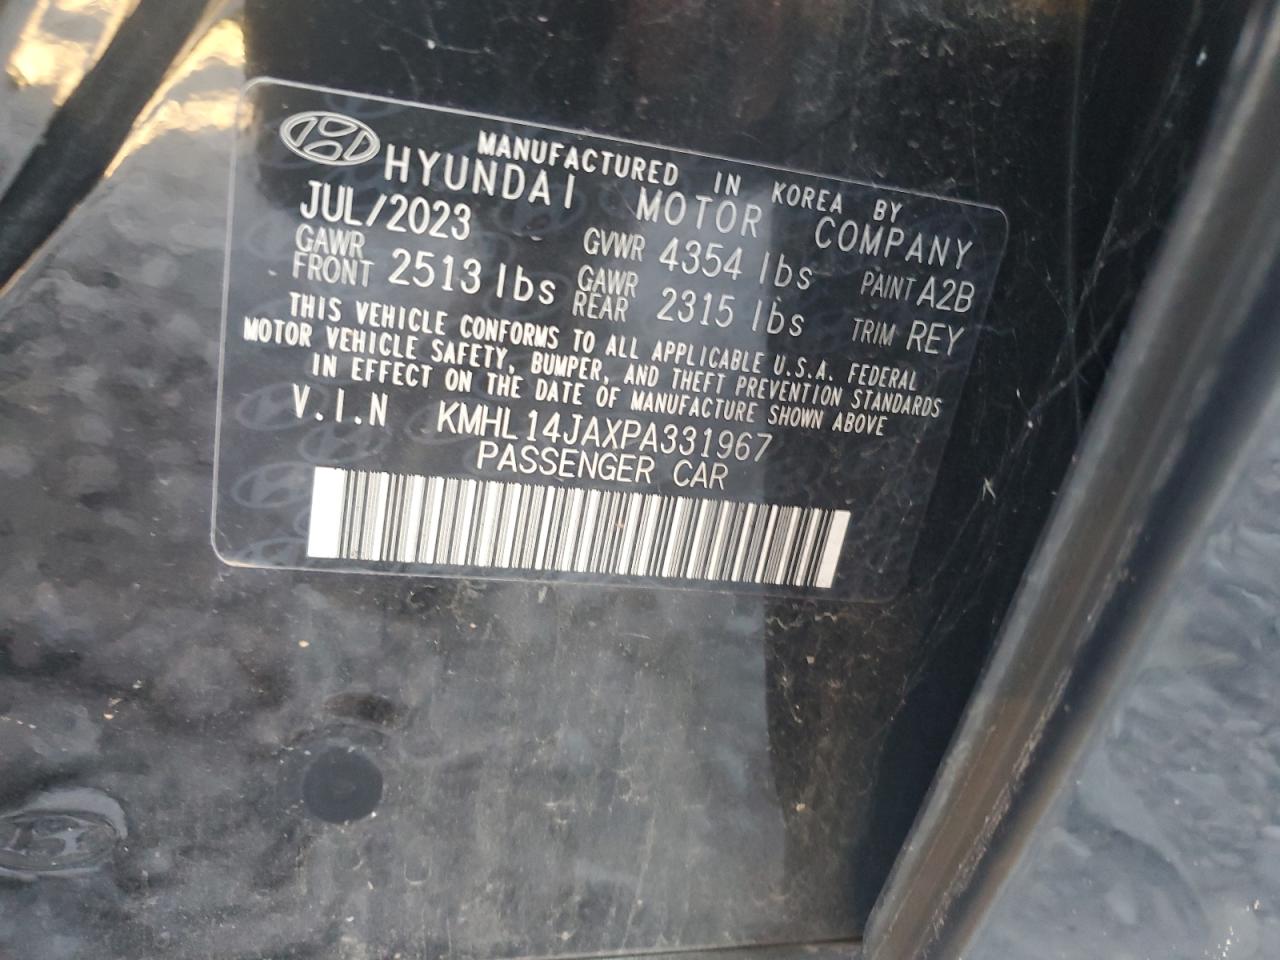 MANUFACTURED IN KOREA BY
HYUNDAI MOTOR COMPANY
JUL/2023 GVWR 4354 lbs PAINT A2B
GAWR FRONT 2513 lbs GAWR REAR 2315 lbs TRIM REY
THIS VEHICLE CONFORMS TO ALL APPLICABLE U.S.A. FEDERAL
MOTOR VEHICLE SAFETY, BUMPER, AND THEFT PREVENTION STANDARDS
IN EFFECT ON THE DATE OF MANUFACTURE SHOWN ABOVE
V.I.N KMHL14JAXPA331967
PASSENGER CAR